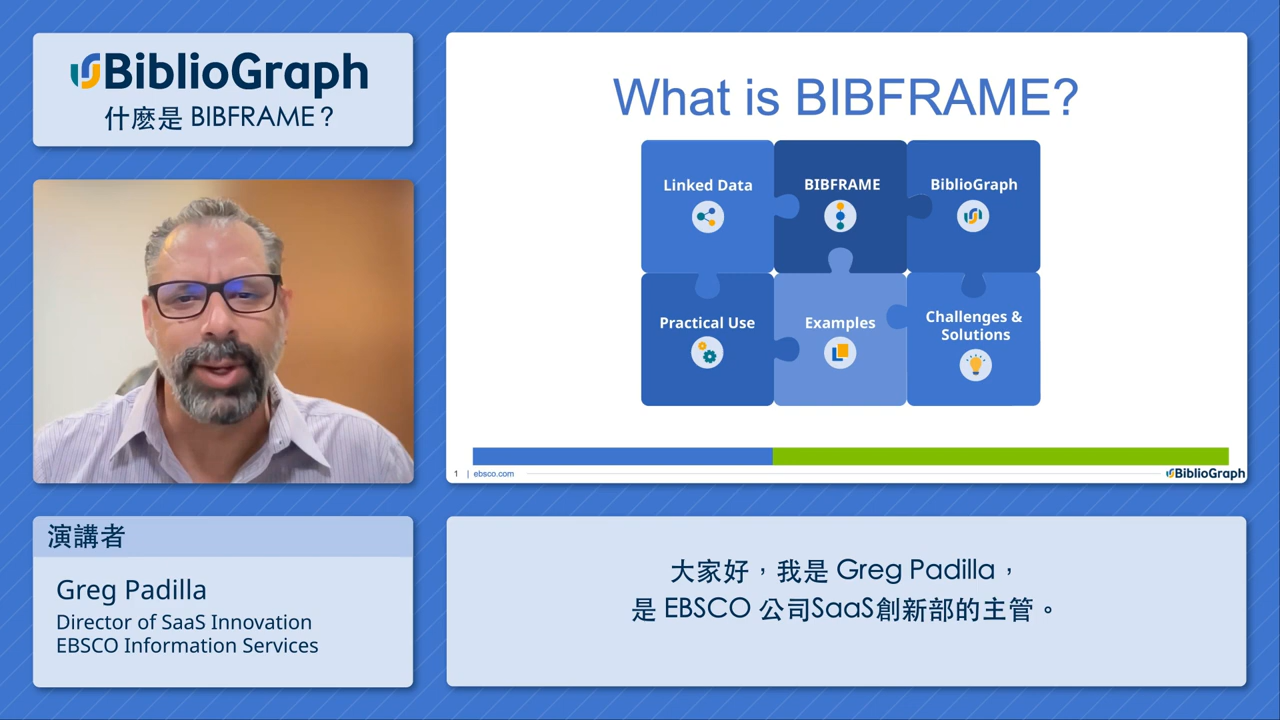 BiblioGraph
什麽是 BIBFRAME？
演講者
Greg Padilla
Director of SaaS Innovation
EBSCO Information Services
What is BIBFRAME?
Linked Data
BIBFRAME
BiblioGraph
Practical Use
Examples
Challenges &
Solutions
1 | ebsco.com
BiblioGraph
大家好，我是 Greg Padilla，
是 EBSCO 公司SaaS創新部的主管。